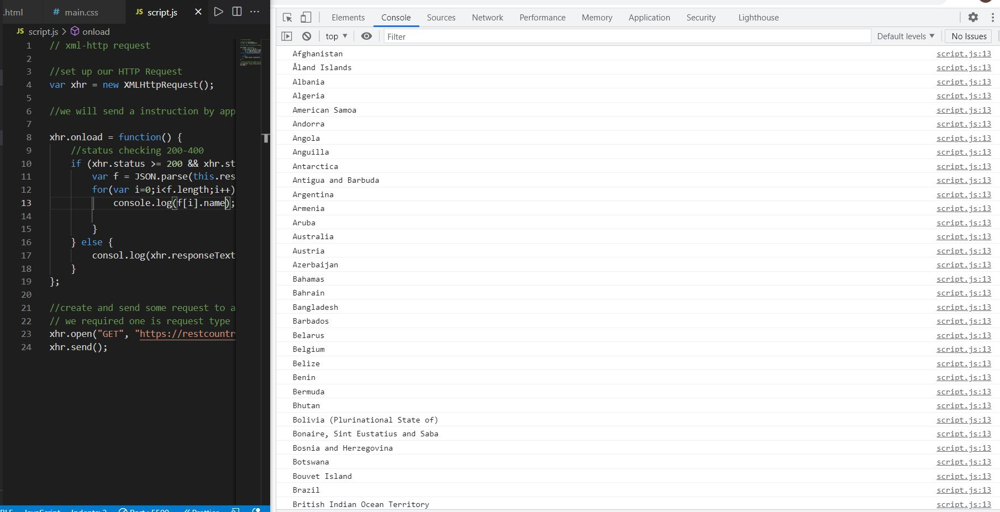 .html # main.css JS script.js
JS script.js > onload
1 // xml-http request
2
3 //set up our HTTP Request
4 var xhr = new XMLHttpRequest();
5
6 //we will send a instruction by app
7
8 xhr.onload = function() {
9 //status checking 200-400
10 if (xhr.status >= 200 && xhr.st
11 var f = JSON.parse(this.res
12 for(var i=0;i<f.length;i++)
13 console.log(f[i].name);
14
15 }
16 } else {
17 consol.log(xhr.responseText
18 }
19 };
20
21 //create and send some request to a
22 // we required one is request type
23 xhr.open("GET", "https://restcountr
24 xhr.send();
JavaScript
Elements Console Sources Network Performance Memory Application Security Lighthouse
top Filter Default levels No Issues
Afghanistan script.js:13
Åland Islands script.js:13
Albania script.js:13
Algeria script.js:13
American Samoa script.js:13
Andorra script.js:13
Angola script.js:13
Anguilla script.js:13
Antarctica script.js:13
Antigua and Barbuda script.js:13
Argentina script.js:13
Armenia script.js:13
Aruba script.js:13
Australia script.js:13
Austria script.js:13
Azerbaijan script.js:13
Bahamas script.js:13
Bahrain script.js:13
Bangladesh script.js:13
Barbados script.js:13
Belarus script.js:13
Belgium script.js:13
Belize script.js:13
Benin script.js:13
Bermuda script.js:13
Bhutan script.js:13
Bolivia (Plurinational State of) script.js:13
Bonaire, Sint Eustatius and Saba script.js:13
Bosnia and Herzegovina script.js:13
Botswana script.js:13
Bouvet Island script.js:13
Brazil script.js:13
British Indian Ocean Territory script.js:13